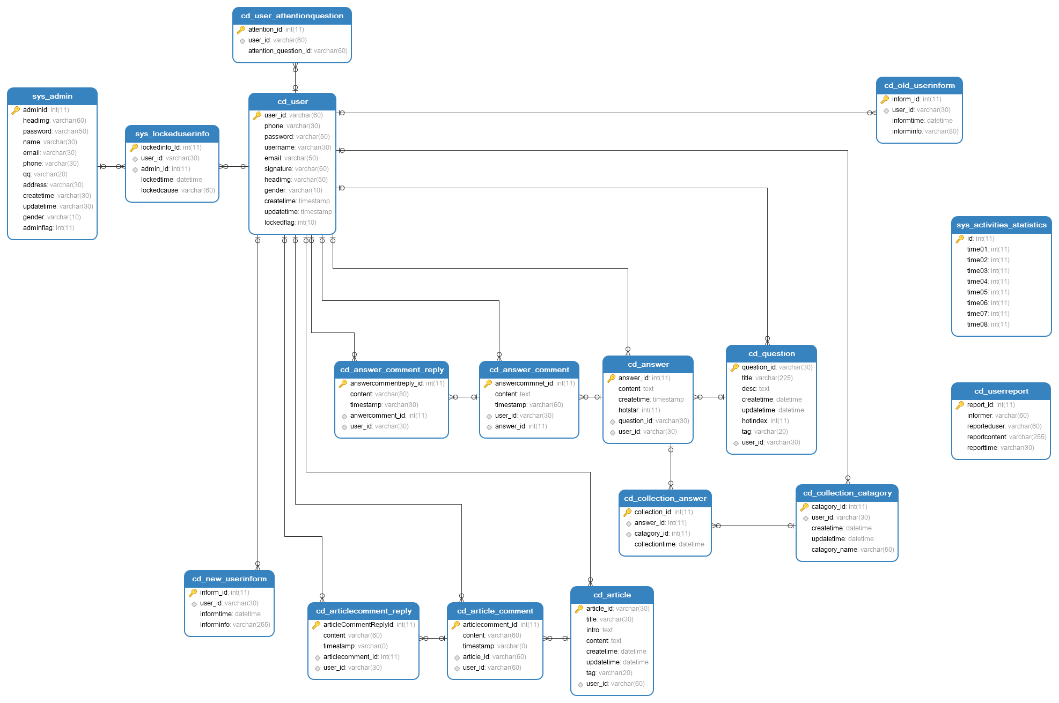 cd_user_attentionquestion
attention_id: int(11)
user_id: varchar(60)
attention_question_id: varchar(60)
sys_admin
adminid: int(11)
headimg: varchar(60)
password: varchar(50)
name: varchar(30)
email: varchar(30)
phone: varchar(30)
qq: varchar(20)
address: varchar(30)
createtime: varchar(30)
updatetime: varchar(30)
gender: varchar(10)
adminflag: int(11)
sys_lockeduserinfo
lockedinfo_id: int(11)
user_id: varchar(30)
admin_id: int(11)
lockedtime: datetime
lockedcause: varchar(60)
cd_user
user_id: varchar(60)
phone: varchar(30)
password: varchar(50)
username: varchar(30)
email: varchar(50)
signature: varchar(60)
headimg: varchar(50)
gender: varchar(10)
createtime: timestamp
updatetime: timestamp
lockedflag: int(10)
cd_old_userinform
inform_id: int(11)
user_id: varchar(30)
informtime: datetime
informinfo: varchar(80)
sys_activities_statistics
id: int(11)
time01: int(11)
time02: int(11)
time03: int(11)
time04: int(11)
time05: int(11)
time06: int(11)
time07: int(11)
time08: int(11)
cd_answer_comment_reply
answercommentreply_id: int(11)
content: varchar(80)
timestamp: varchar(30)
anwercomment_id: int(11)
user_id: varchar(30)
cd_answer_comment
answercommnet_id: int(11)
content: text
timestamp: varchar(60)
user_id: varchar(30)
answer_id: int(11)
cd_answer
answer_id: int(11)
content: text
createtime: timestamp
hotstar: int(11)
question_id: varchar(30)
user_id: varchar(30)
cd_question
question_id: varchar(30)
title: varchar(225)
desc: text
createtime: datetime
updatetime: datetime
hotindex: int(11)
tag: varchar(20)
user_id: varchar(30)
cd_userreport
report_id: int(11)
informer: varchar(60)
reporteduser: varchar(60)
reportcontent: varchar(266)
reporttime: varchar(30)
cd_collection_answer
collection_id: int(11)
answer_id: int(11)
catagory_id: int(11)
collectiontime: datetime
cd_collection_catagory
catagory_id: int(11)
user_id: varchar(30)
createtime: datetime
updatetime: datetime
catagory_name: varchar(60)
cd_new_userinform
inform_id: int(11)
user_id: varchar(30)
informtime: datetime
informinfo: varchar(266)
cd_articlecomment_reply
articleCommentReplyId: int(11)
content: varchar(60)
timestamp: varchar(0)
articlecomment_id: int(11)
user_id: varchar(30)
cd_article_comment
articlecomment_id: int(11)
content: varchar(60)
timestamp: varchar(0)
article_id: varchar(60)
user_id: varchar(60)
cd_article
article_id: varchar(30)
title: varchar(30)
intro: text
content: text
createtime: datetime
updatetime: datetime
tag: varchar(20)
user_id: varchar(60)